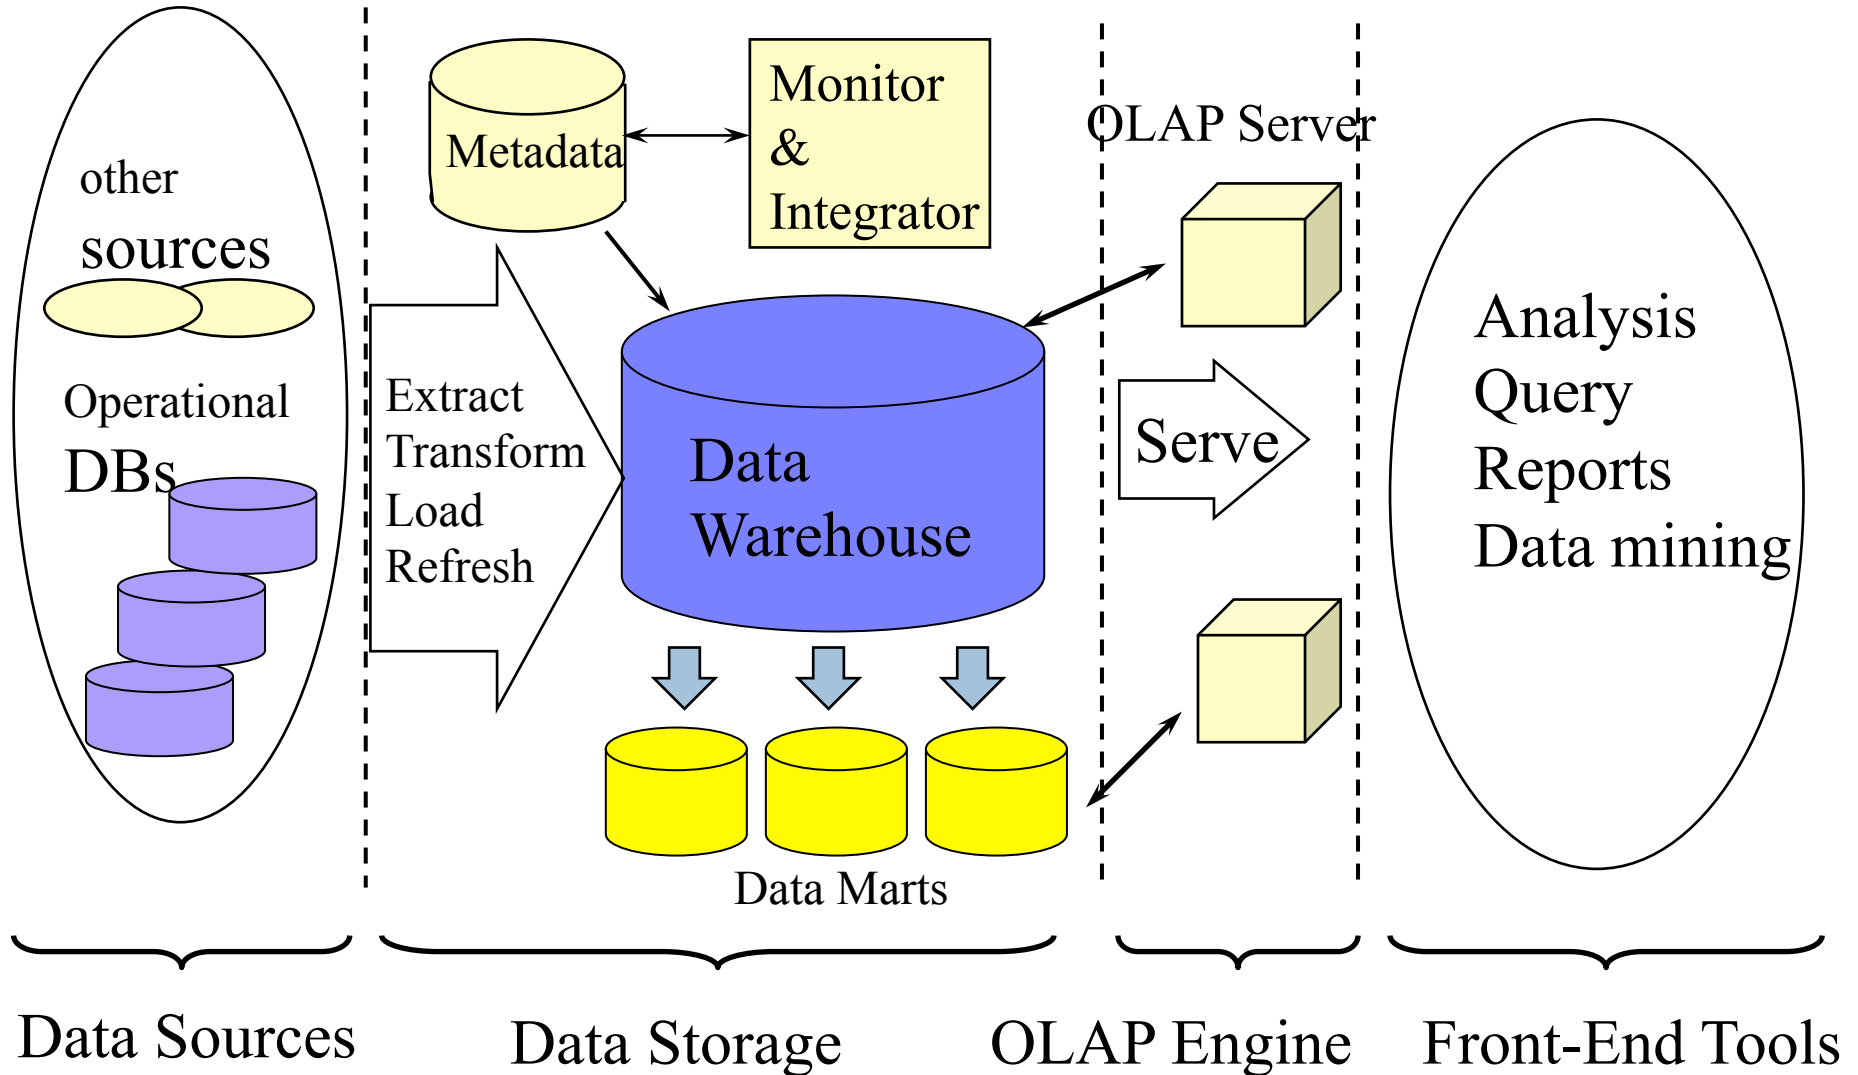 other
sources
Operational
DBs
Extract
Transform
Load
Refresh
Metadata
Monitor
&
Integrator
Data
Warehouse
Data Marts
OLAP Server
Serve
Analysis
Query
Reports
Data mining
Data Sources
Data Storage
OLAP Engine
Front-End Tools